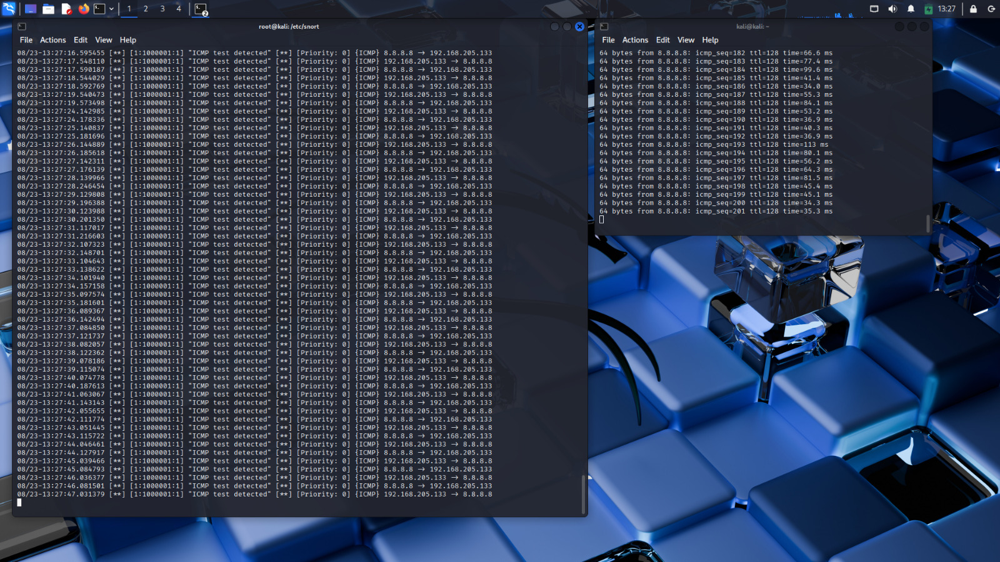 1 2 3 4
2
13:27
root@kali: /etc/snort
File Actions Edit View Help
08/23-13:27:16.595455 [**] [1:1000001:1] "ICMP test detected" [**] [Priority: 0] {ICMP} 8.8.8.8 → 192.168.205.133
08/23-13:27:17.548110 [**] [1:1000001:1] "ICMP test detected" [**] [Priority: 0] {ICMP} 192.168.205.133 → 8.8.8.8
08/23-13:27:17.590187 [**] [1:1000001:1] "ICMP test detected" [**] [Priority: 0] {ICMP} 8.8.8.8 → 192.168.205.133
08/23-13:27:18.544029 [**] [1:1000001:1] "ICMP test detected" [**] [Priority: 0] {ICMP} 192.168.205.133 → 8.8.8.8
08/23-13:27:18.592769 [**] [1:1000001:1] "ICMP test detected" [**] [Priority: 0] {ICMP} 8.8.8.8 → 192.168.205.133
08/23-13:27:19.540473 [**] [1:1000001:1] "ICMP test detected" [**] [Priority: 0] {ICMP} 192.168.205.133 → 8.8.8.8
08/23-13:27:19.573498 [**] [1:1000001:1] "ICMP test detected" [**] [Priority: 0] {ICMP} 8.8.8.8 → 192.168.205.133
08/23-13:27:24.142985 [**] [1:1000001:1] "ICMP test detected" [**] [Priority: 0] {ICMP} 192.168.205.133 → 8.8.8.8
08/23-13:27:24.178336 [**] [1:1000001:1] "ICMP test detected" [**] [Priority: 0] {ICMP} 8.8.8.8 → 192.168.205.133
08/23-13:27:25.140837 [**] [1:1000001:1] "ICMP test detected" [**] [Priority: 0] {ICMP} 192.168.205.133 → 8.8.8.8
08/23-13:27:25.181696 [**] [1:1000001:1] "ICMP test detected" [**] [Priority: 0] {ICMP} 8.8.8.8 → 192.168.205.133
08/23-13:27:26.144889 [**] [1:1000001:1] "ICMP test detected" [**] [Priority: 0] {ICMP} 192.168.205.133 → 8.8.8.8
08/23-13:27:26.185618 [**] [1:1000001:1] "ICMP test detected" [**] [Priority: 0] {ICMP} 8.8.8.8 → 192.168.205.133
08/23-13:27:27.142311 [**] [1:1000001:1] "ICMP test detected" [**] [Priority: 0] {ICMP} 192.168.205.133 → 8.8.8.8
08/23-13:27:27.176139 [**] [1:1000001:1] "ICMP test detected" [**] [Priority: 0] {ICMP} 8.8.8.8 → 192.168.205.133
08/23-13:27:28.139966 [**] [1:1000001:1] "ICMP test detected" [**] [Priority: 0] {ICMP} 192.168.205.133 → 8.8.8.8
08/23-13:27:28.246454 [**] [1:1000001:1] "ICMP test detected" [**] [Priority: 0] {ICMP} 8.8.8.8 → 192.168.205.133
08/23-13:27:29.129808 [**] [1:1000001:1] "ICMP test detected" [**] [Priority: 0] {ICMP} 192.168.205.133 → 8.8.8.8
08/23-13:27:29.196388 [**] [1:1000001:1] "ICMP test detected" [**] [Priority: 0] {ICMP} 8.8.8.8 → 192.168.205.133
08/23-13:27:30.123988 [**] [1:1000001:1] "ICMP test detected" [**] [Priority: 0] {ICMP} 192.168.205.133 → 8.8.8.8
08/23-13:27:30.201350 [**] [1:1000001:1] "ICMP test detected" [**] [Priority: 0] {ICMP} 8.8.8.8 → 192.168.205.133
08/23-13:27:31.117017 [**] [1:1000001:1] "ICMP test detected" [**] [Priority: 0] {ICMP} 192.168.205.133 → 8.8.8.8
08/23-13:27:31.216603 [**] [1:1000001:1] "ICMP test detected" [**] [Priority: 0] {ICMP} 8.8.8.8 → 192.168.205.133
08/23-13:27:32.107323 [**] [1:1000001:1] "ICMP test detected" [**] [Priority: 0] {ICMP} 192.168.205.133 → 8.8.8.8
08/23-13:27:32.148701 [**] [1:1000001:1] "ICMP test detected" [**] [Priority: 0] {ICMP} 8.8.8.8 → 192.168.205.133
08/23-13:27:33.104643 [**] [1:1000001:1] "ICMP test detected" [**] [Priority: 0] {ICMP} 192.168.205.133 → 8.8.8.8
08/23-13:27:33.138622 [**] [1:1000001:1] "ICMP test detected" [**] [Priority: 0] {ICMP} 8.8.8.8 → 192.168.205.133
08/23-13:27:34.101940 [**] [1:1000001:1] "ICMP test detected" [**] [Priority: 0] {ICMP} 192.168.205.133 → 8.8.8.8
08/23-13:27:34.157158 [**] [1:1000001:1] "ICMP test detected" [**] [Priority: 0] {ICMP} 8.8.8.8 → 192.168.205.133
08/23-13:27:35.097574 [**] [1:1000001:1] "ICMP test detected" [**] [Priority: 0] {ICMP} 192.168.205.133 → 8.8.8.8
08/23-13:27:35.181601 [**] [1:1000001:1] "ICMP test detected" [**] [Priority: 0] {ICMP} 8.8.8.8 → 192.168.205.133
08/23-13:27:36.089367 [**] [1:1000001:1] "ICMP test detected" [**] [Priority: 0] {ICMP} 192.168.205.133 → 8.8.8.8
08/23-13:27:36.142494 [**] [1:1000001:1] "ICMP test detected" [**] [Priority: 0] {ICMP} 8.8.8.8 → 192.168.205.133
08/23-13:27:37.084850 [**] [1:1000001:1] "ICMP test detected" [**] [Priority: 0] {ICMP} 192.168.205.133 → 8.8.8.8
08/23-13:27:37.121737 [**] [1:1000001:1] "ICMP test detected" [**] [Priority: 0] {ICMP} 8.8.8.8 → 192.168.205.133
08/23-13:27:38.082057 [**] [1:1000001:1] "ICMP test detected" [**] [Priority: 0] {ICMP} 192.168.205.133 → 8.8.8.8
08/23-13:27:38.122362 [**] [1:1000001:1] "ICMP test detected" [**] [Priority: 0] {ICMP} 8.8.8.8 → 192.168.205.133
08/23-13:27:39.078186 [**] [1:1000001:1] "ICMP test detected" [**] [Priority: 0] {ICMP} 192.168.205.133 → 8.8.8.8
08/23-13:27:39.115074 [**] [1:1000001:1] "ICMP test detected" [**] [Priority: 0] {ICMP} 8.8.8.8 → 192.168.205.133
08/23-13:27:40.074778 [**] [1:1000001:1] "ICMP test detected" [**] [Priority: 0] {ICMP} 192.168.205.133 → 8.8.8.8
08/23-13:27:40.187613 [**] [1:1000001:1] "ICMP test detected" [**] [Priority: 0] {ICMP} 8.8.8.8 → 192.168.205.133
08/23-13:27:41.063067 [**] [1:1000001:1] "ICMP test detected" [**] [Priority: 0] {ICMP} 192.168.205.133 → 8.8.8.8
08/23-13:27:41.143143 [**] [1:1000001:1] "ICMP test detected" [**] [Priority: 0] {ICMP} 8.8.8.8 → 192.168.205.133
08/23-13:27:42.055655 [**] [1:1000001:1] "ICMP test detected" [**] [Priority: 0] {ICMP} 192.168.205.133 → 8.8.8.8
08/23-13:27:42.111774 [**] [1:1000001:1] "ICMP test detected" [**] [Priority: 0] {ICMP} 8.8.8.8 → 192.168.205.133
08/23-13:27:43.051445 [**] [1:1000001:1] "ICMP test detected" [**] [Priority: 0] {ICMP} 192.168.205.133 → 8.8.8.8
08/23-13:27:43.115722 [**] [1:1000001:1] "ICMP test detected" [**] [Priority: 0] {ICMP} 8.8.8.8 → 192.168.205.133
08/23-13:27:44.046461 [**] [1:1000001:1] "ICMP test detected" [**] [Priority: 0] {ICMP} 192.168.205.133 → 8.8.8.8
08/23-13:27:44.127917 [**] [1:1000001:1] "ICMP test detected" [**] [Priority: 0] {ICMP} 8.8.8.8 → 192.168.205.133
08/23-13:27:45.039466 [**] [1:1000001:1] "ICMP test detected" [**] [Priority: 0] {ICMP} 192.168.205.133 → 8.8.8.8
08/23-13:27:45.084793 [**] [1:1000001:1] "ICMP test detected" [**] [Priority: 0] {ICMP} 8.8.8.8 → 192.168.205.133
08/23-13:27:46.036377 [**] [1:1000001:1] "ICMP test detected" [**] [Priority: 0] {ICMP} 192.168.205.133 → 8.8.8.8
08/23-13:27:46.081501 [**] [1:1000001:1] "ICMP test detected" [**] [Priority: 0] {ICMP} 8.8.8.8 → 192.168.205.133
08/23-13:27:47.031379 [**] [1:1000001:1] "ICMP test detected" [**] [Priority: 0] {ICMP} 192.168.205.133 → 8.8.8.8
kali@kali: ~
File Actions Edit View Help
64 bytes from 8.8.8.8: icmp_seq=182 ttl=128 time=66.6 ms
64 bytes from 8.8.8.8: icmp_seq=183 ttl=128 time=77.4 ms
64 bytes from 8.8.8.8: icmp_seq=184 ttl=128 time=99.6 ms
64 bytes from 8.8.8.8: icmp_seq=185 ttl=128 time=41.4 ms
64 bytes from 8.8.8.8: icmp_seq=186 ttl=128 time=34.0 ms
64 bytes from 8.8.8.8: icmp_seq=187 ttl=128 time=55.3 ms
64 bytes from 8.8.8.8: icmp_seq=188 ttl=128 time=84.1 ms
64 bytes from 8.8.8.8: icmp_seq=189 ttl=128 time=53.2 ms
64 bytes from 8.8.8.8: icmp_seq=190 ttl=128 time=36.9 ms
64 bytes from 8.8.8.8: icmp_seq=191 ttl=128 time=40.3 ms
64 bytes from 8.8.8.8: icmp_seq=192 ttl=128 time=36.9 ms
64 bytes from 8.8.8.8: icmp_seq=193 ttl=128 time=113 ms
64 bytes from 8.8.8.8: icmp_seq=194 ttl=128 time=80.1 ms
64 bytes from 8.8.8.8: icmp_seq=195 ttl=128 time=56.2 ms
64 bytes from 8.8.8.8: icmp_seq=196 ttl=128 time=64.3 ms
64 bytes from 8.8.8.8: icmp_seq=197 ttl=128 time=81.5 ms
64 bytes from 8.8.8.8: icmp_seq=198 ttl=128 time=45.4 ms
64 bytes from 8.8.8.8: icmp_seq=199 ttl=128 time=45.1 ms
64 bytes from 8.8.8.8: icmp_seq=200 ttl=128 time=34.3 ms
64 bytes from 8.8.8.8: icmp_seq=201 ttl=128 time=35.3 ms